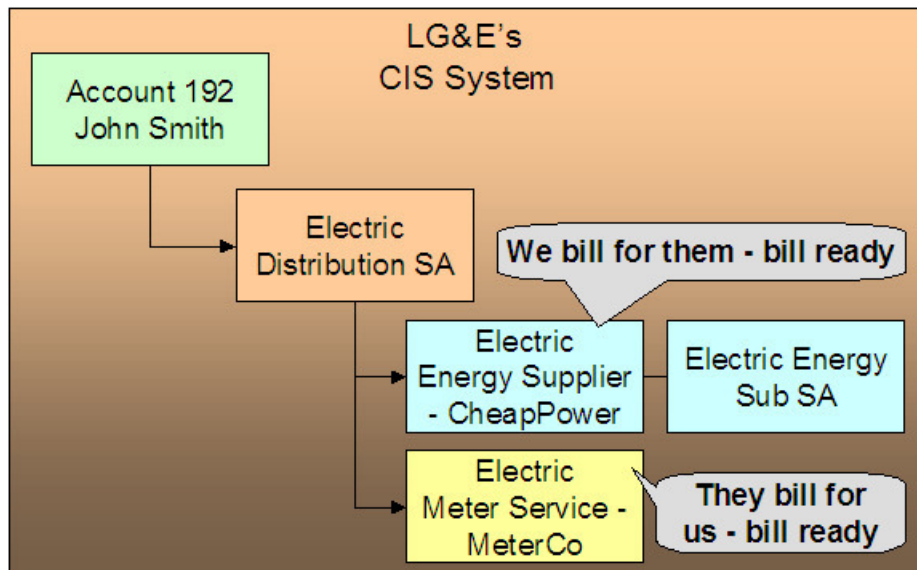 LG&E's
CIS System
Account 192
John Smith
Electric
Distribution SA
We bill for them - bill ready
Electric
Energy Supplier
- CheapPower
Electric Energy
Sub SA
Electric
Meter Service -
MeterCo
They bill for
us - bill ready